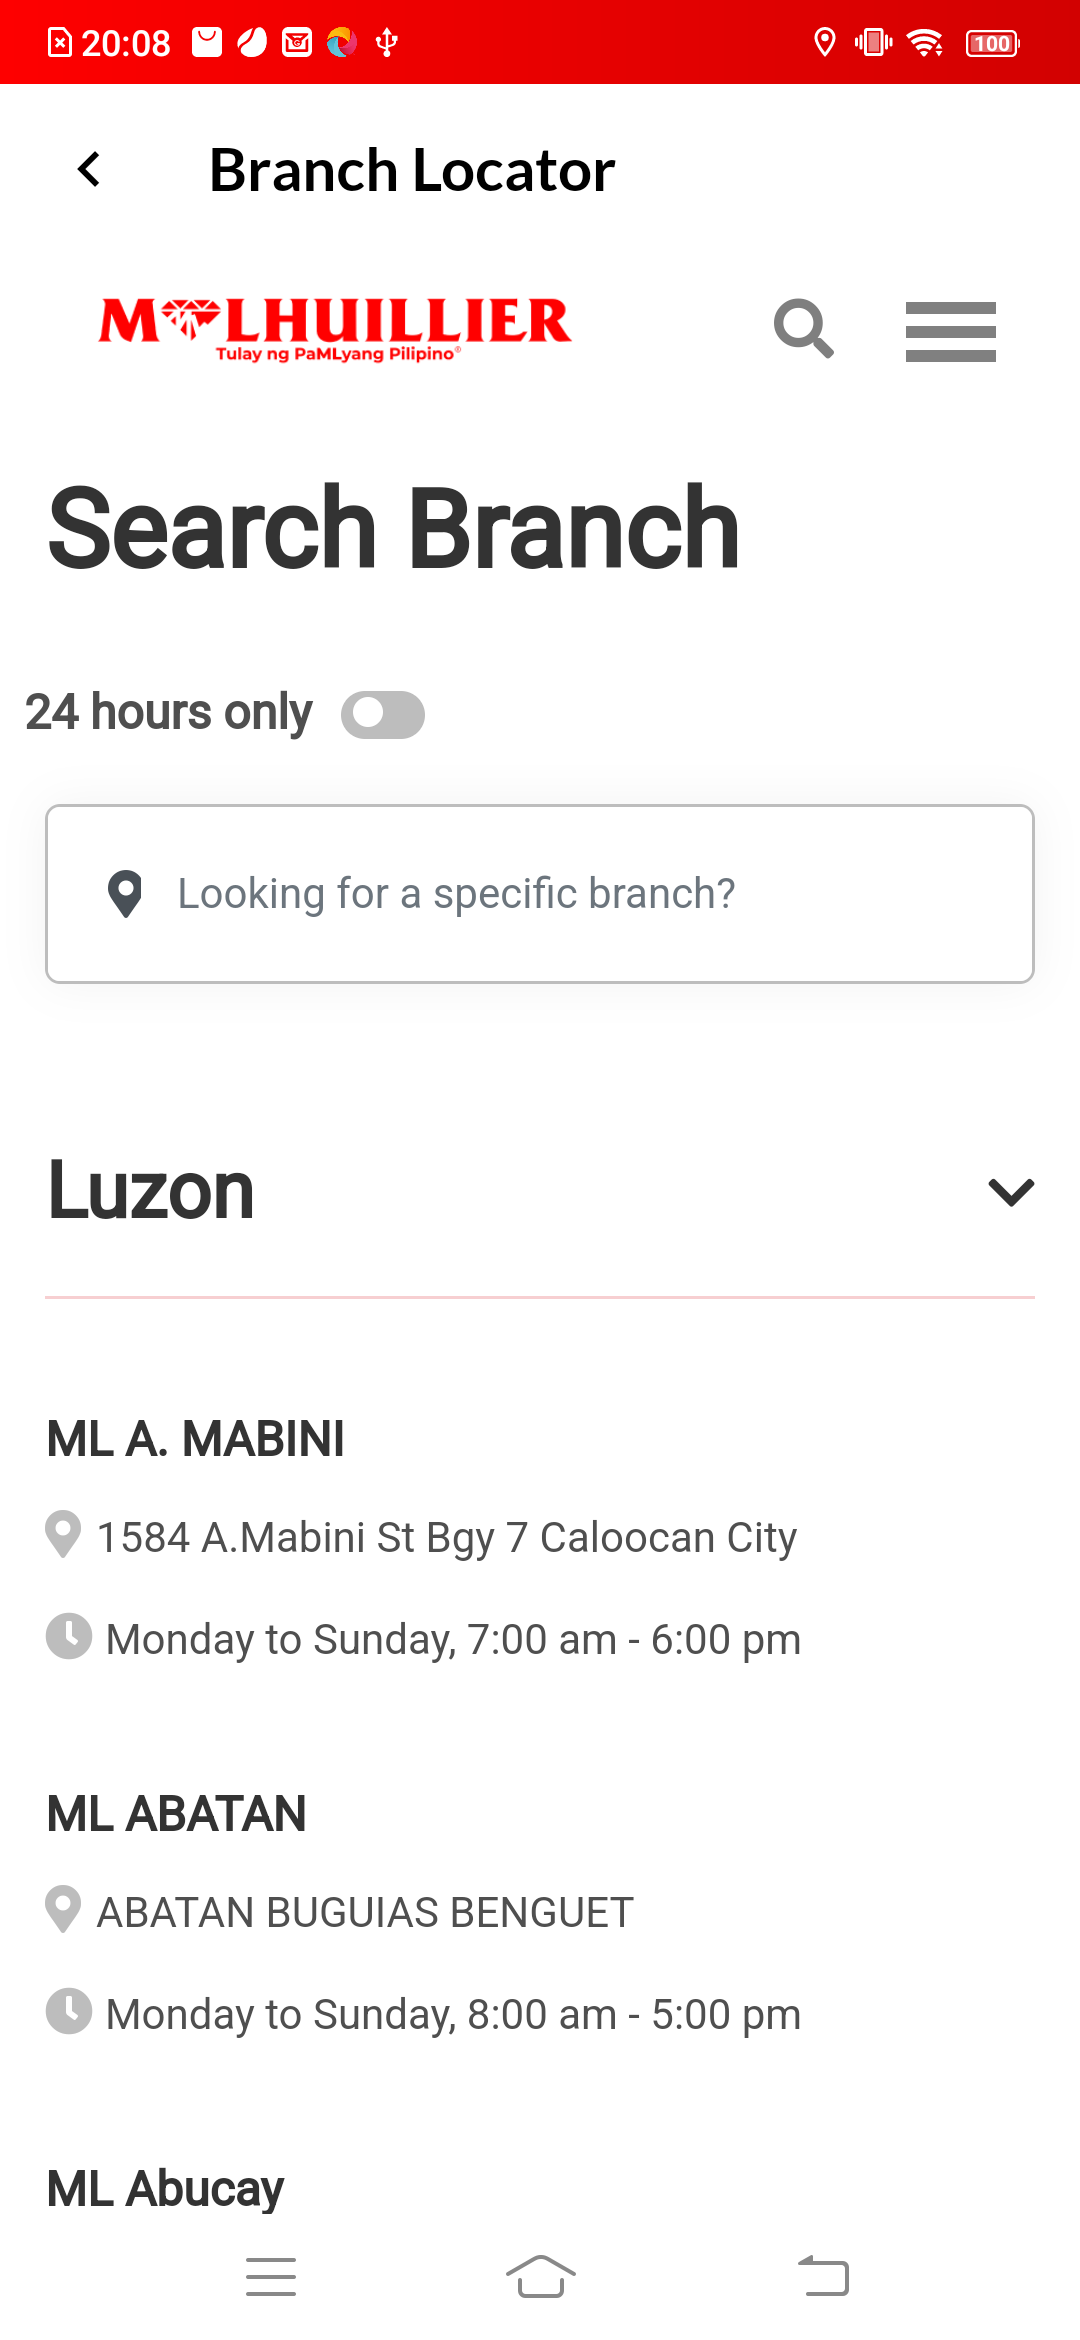 20:08
100
Branch Locator
M LHUILLIER
Tulay ng PaMLyang Pilipino®
Search Branch
24 hours only
Looking for a specific branch?
Luzon
ML A. MABINI
1584 A.Mabini St Bgy 7 Caloocan City
Monday to Sunday, 7:00 am - 6:00 pm
ML ABATAN
ABATAN BUGUIAS BENGUET
Monday to Sunday, 8:00 am - 5:00 pm
ML Abucay